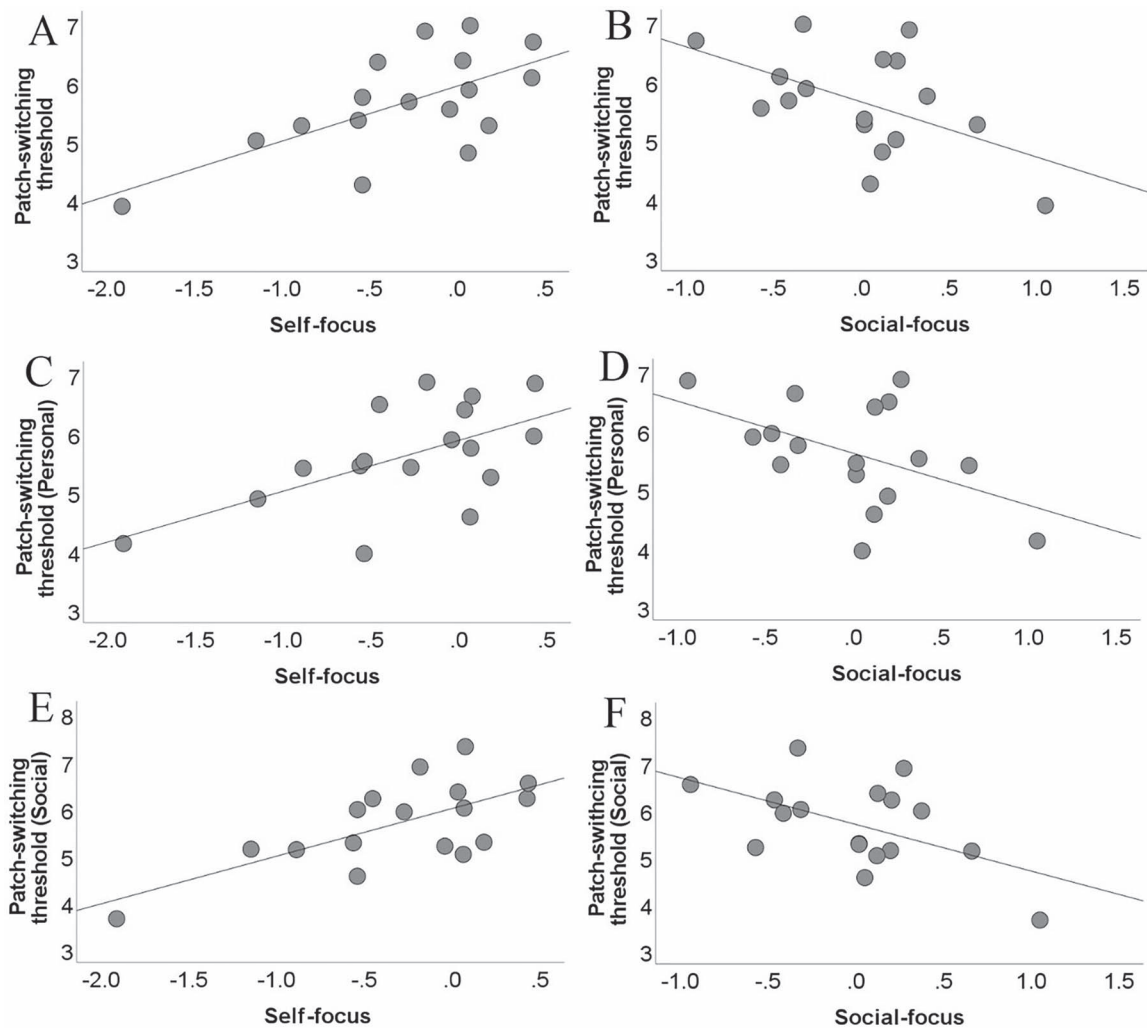 A
Patch-switching
threshold
7
6
5
4
3
-2.0 -1.5 -1.0 -.5 .0 .5
Self-focus
B
Patch-switching
threshold
7
6
5
4
3
-1.0 -.5 .0 .5 1.0 1.5
Social-focus
C
Patch-switching
threshold (Personal)
7
6
5
4
3
-2.0 -1.5 -1.0 -.5 .0 .5
Self-focus
D
Patch-switching
threshold (Personal)
7
6
5
4
3
-1.0 -.5 .0 .5 1.0 1.5
Social-focus
E
Patch-switching
threshold (Social)
8
7
6
5
4
3
-2.0 -1.5 -1.0 -.5 .0 .5
Self-focus
F
Patch-swithcing
threshold (Social)
8
7
6
5
4
3
-1.0 -.5 .0 .5 1.0 1.5
Social-focus